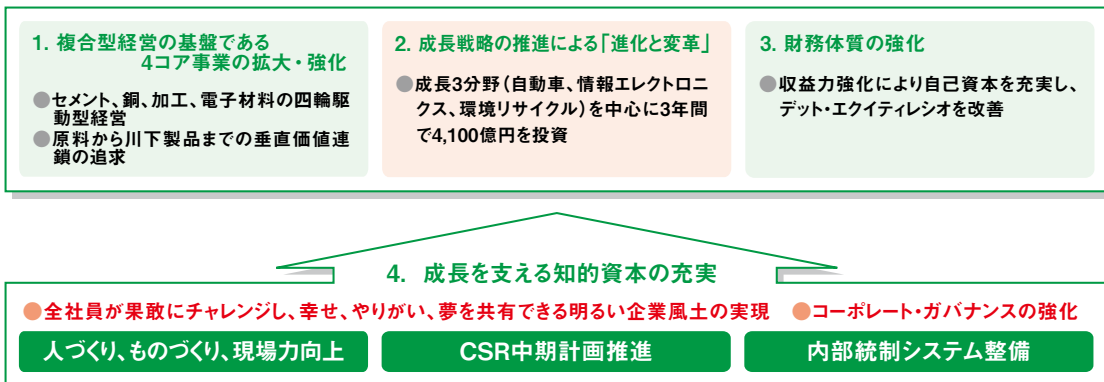 1. 複合型経営の基盤である
4コア事業の拡大・強化
●セメント、銅、加工、電子材料の四輪駆
動型経営
●原料から川下製品までの垂直価値連
鎖の追求
2. 成長戦略の推進による「進化と変革」
●成長3分野（自動車、情報エレクトロニ
クス、環境リサイクル）を中心に3年間
で4,100億円を投資
3. 財務体質の強化
●収益力強化により自己資本を充実し、
デット・エクイティレシオを改善
4. 成長を支える知的資本の充実
●全社員が果敢にチャレンジし、幸せ、やりがい、夢を共有できる明るい企業風土の実現 ●コーポレート・ガバナンスの強化
人づくり、ものづくり、現場力向上
CSR中期計画推進
内部統制システム整備